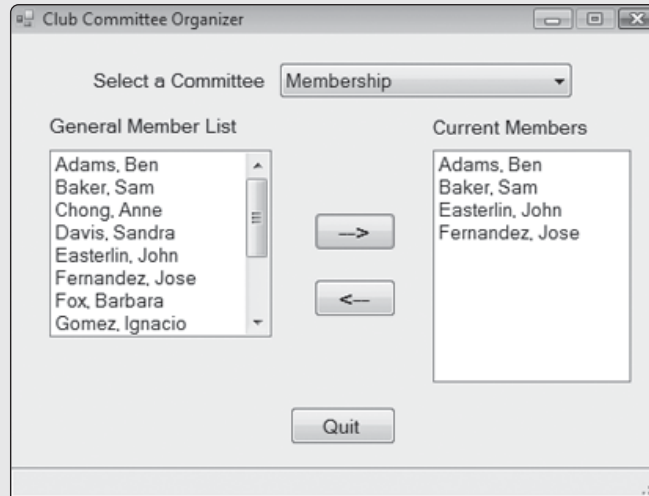 Club Committee Organizer
Select a Committee Membership
General Member List
Adams, Ben
Baker, Sam
Chong, Anne
Davis, Sandra
Easterlin, John
Fernandez, Jose
Fox, Barbara
Gomez, Ignacio
-->
<--
Current Members
Adams, Ben
Baker, Sam
Easterlin, John
Fernandez, Jose
Quit